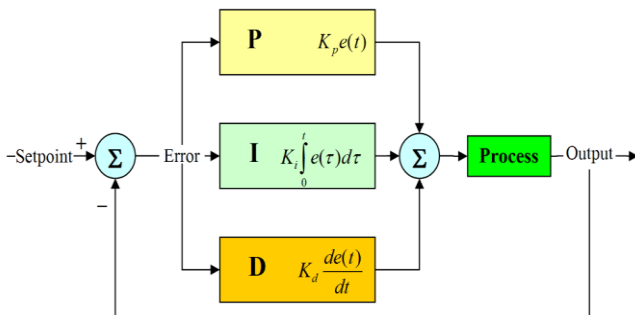 P K_p e(t)
Setpoint + Σ Error I K_i ∫_0^t e(τ)dτ Σ Process Output
−
D K_d de(t)/dt